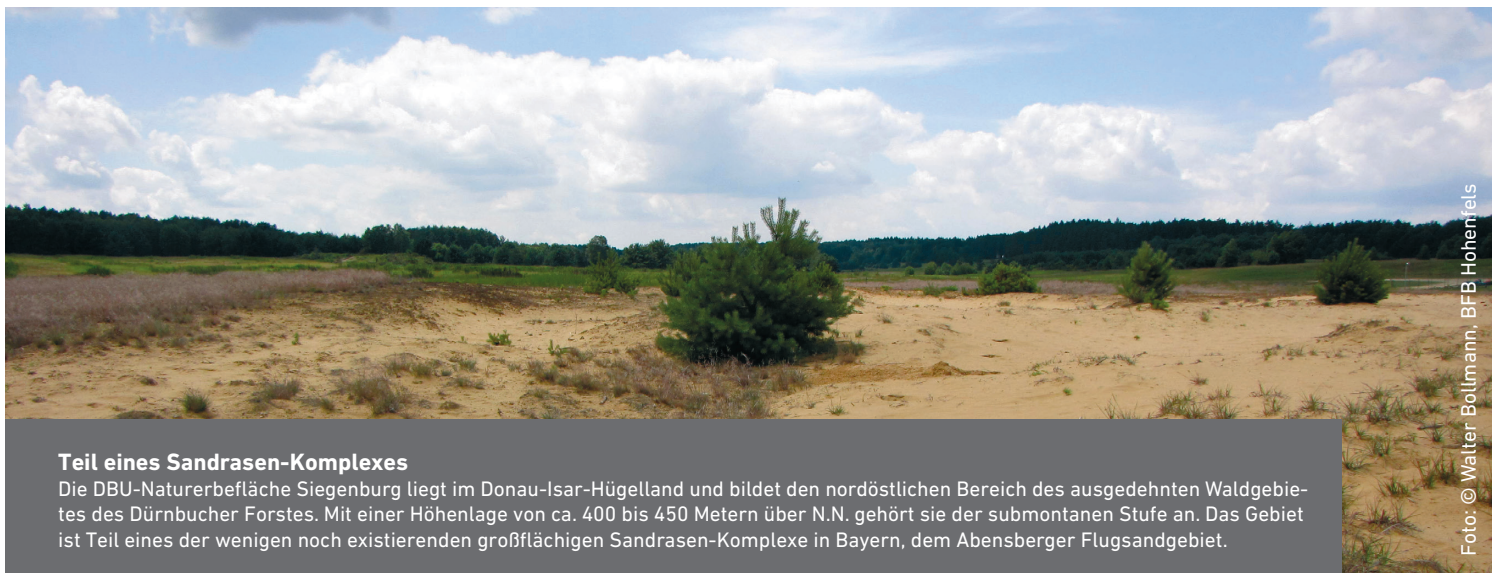 Teil eines Sandrasen-Komplexes
Die DBU-Naturerbefläche Siegenburg liegt im Donau-Isar-Hügelland und bildet den nordöstlichen Bereich des ausgedehnten Waldgebie-
tes des Dürnbucher Forstes. Mit einer Höhenlage von ca. 400 bis 450 Metern über N.N. gehört sie der submontanen Stufe an. Das Gebiet
ist Teil eines der wenigen noch existierenden großflächigen Sandrasen-Komplexe in Bayern, dem Abensberger Flugsandgebiet.
Foto: © Walter Bollmann, BFB Hohenfels